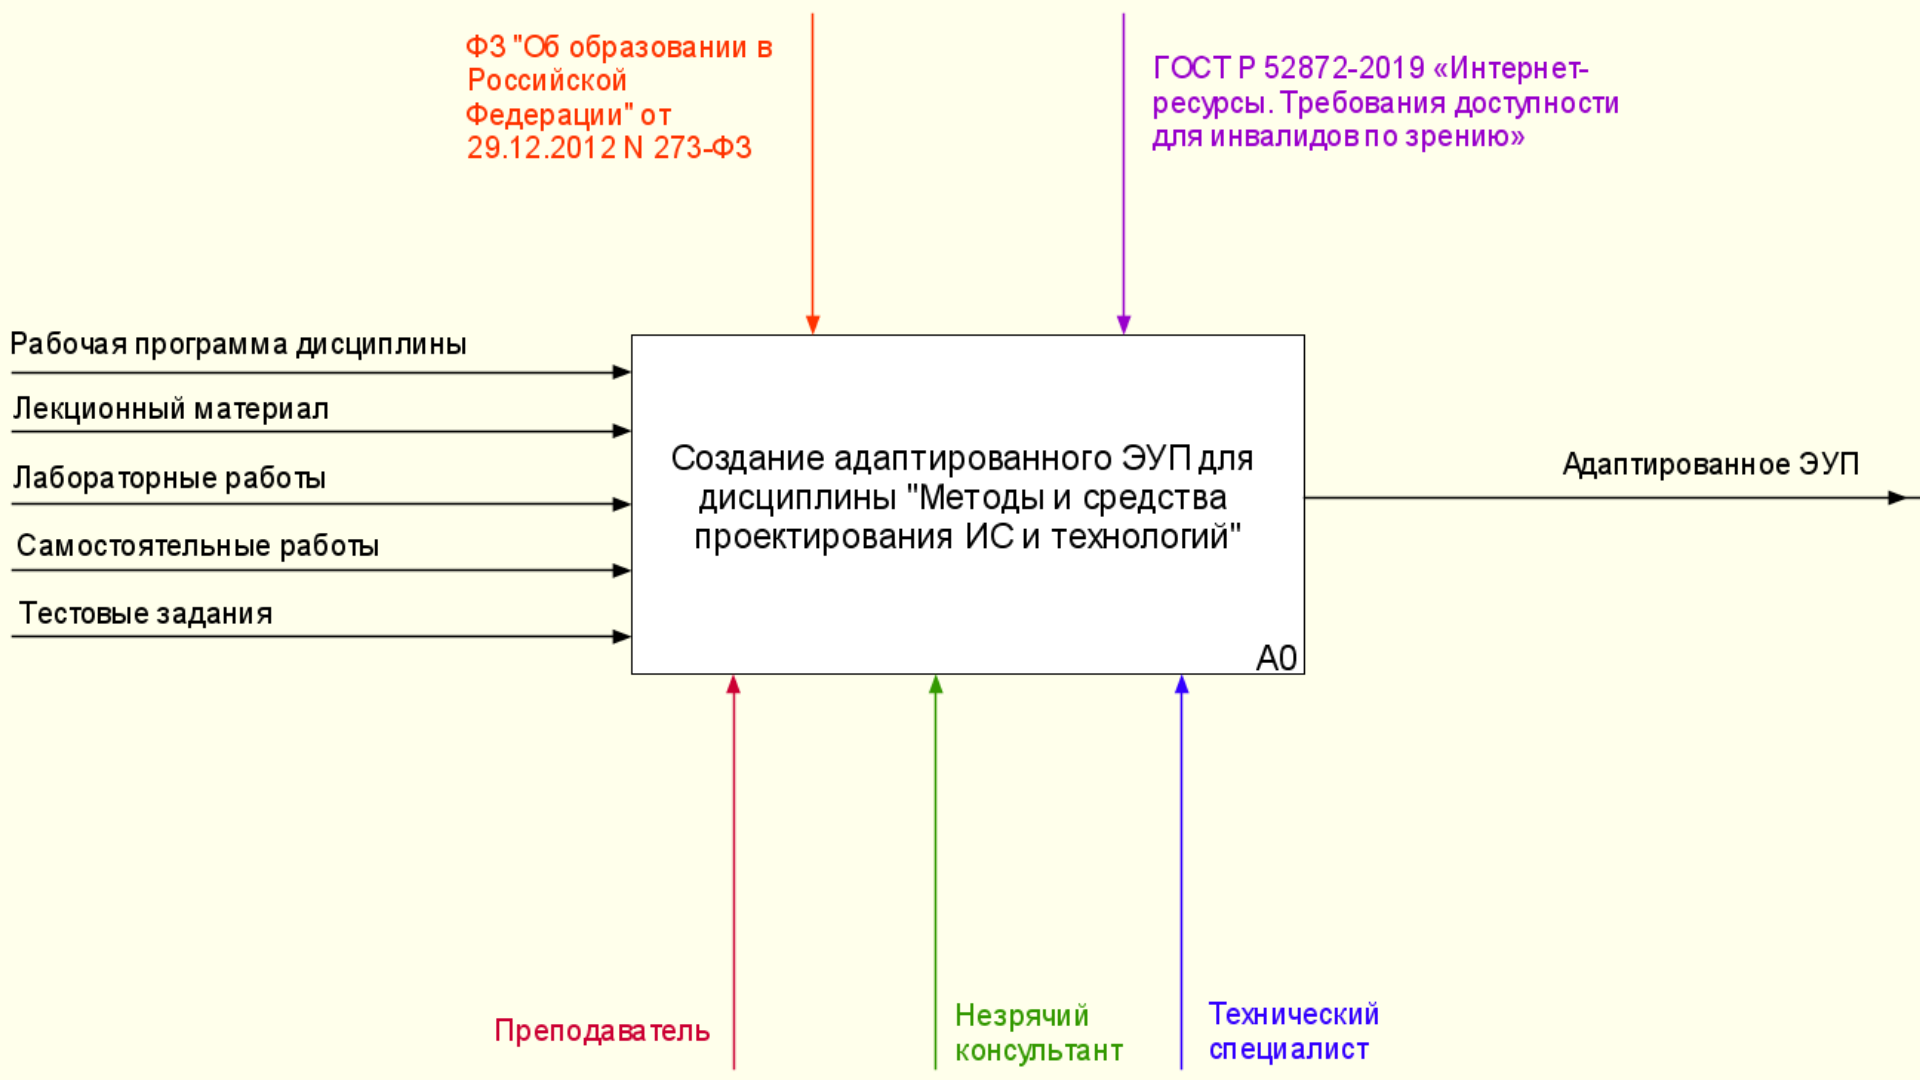 ФЗ "Об образовании в
Российской
Федерации" от
29.12.2012 N 273-ФЗ
ГОСТ Р 52872-2019 «Интернет-
ресурсы. Требования доступности
для инвалидов по зрению»
Рабочая программа дисциплины
Лекционный материал
Лабораторные работы
Самостоятельные работы
Тестовые задания
Создание адаптированного ЭУП для
дисциплины "Методы и средства
проектирования ИС и технологий"
A0
Адаптированное ЭУП
Преподаватель
Незрячий
консультант
Технический
специалист